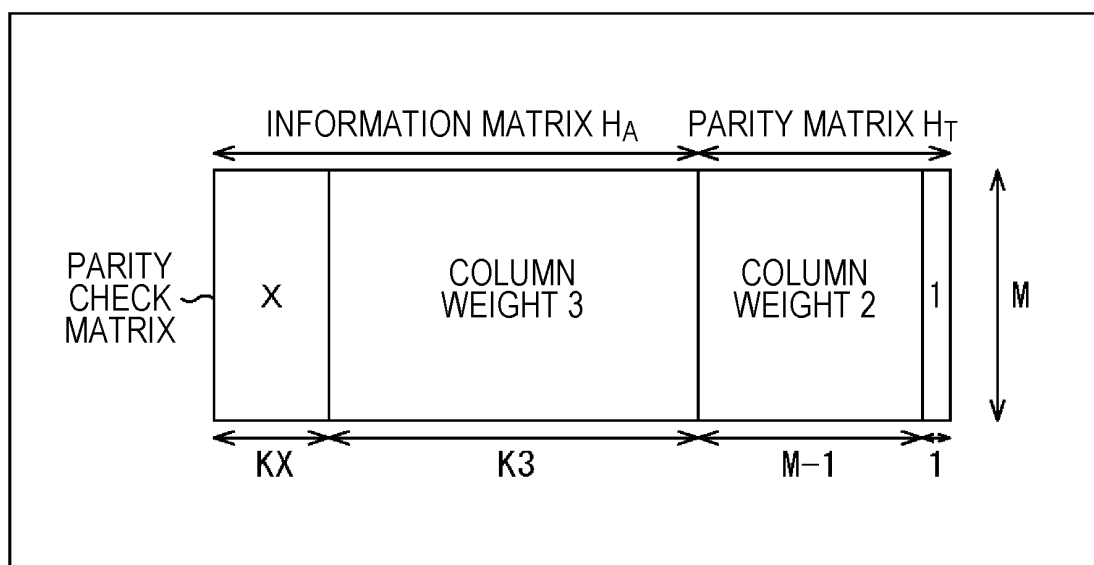 INFORMATION MATRIX HA
PARITY MATRIX HT
PARITY
CHECK
MATRIX
X
COLUMN
WEIGHT 3
COLUMN
WEIGHT 2
1
M
KX
K3
M-1
1